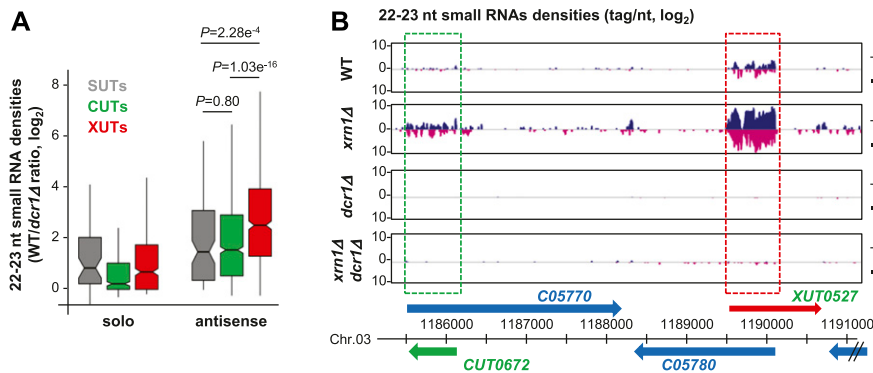 A
P=2.28e-4
P=1.03e-16
P=0.80
SUTs
CUTs
XUTs
22-23 nt small RNA densities
(WT/dcr1Δ ratio, log2)
8
6
4
2
0
solo
antisense
B
22-23 nt small RNAs densities (tag/nt, log2)
WT
10
0
10
xrn1Δ
10
0
10
dcr1Δ
10
0
10
xrn1Δ
dcr1Δ
10
0
10
C05770
XUT0527
1186000
1187000
1188000
1189000
1190000
1191000
Chr.03
CUT0672
C05780